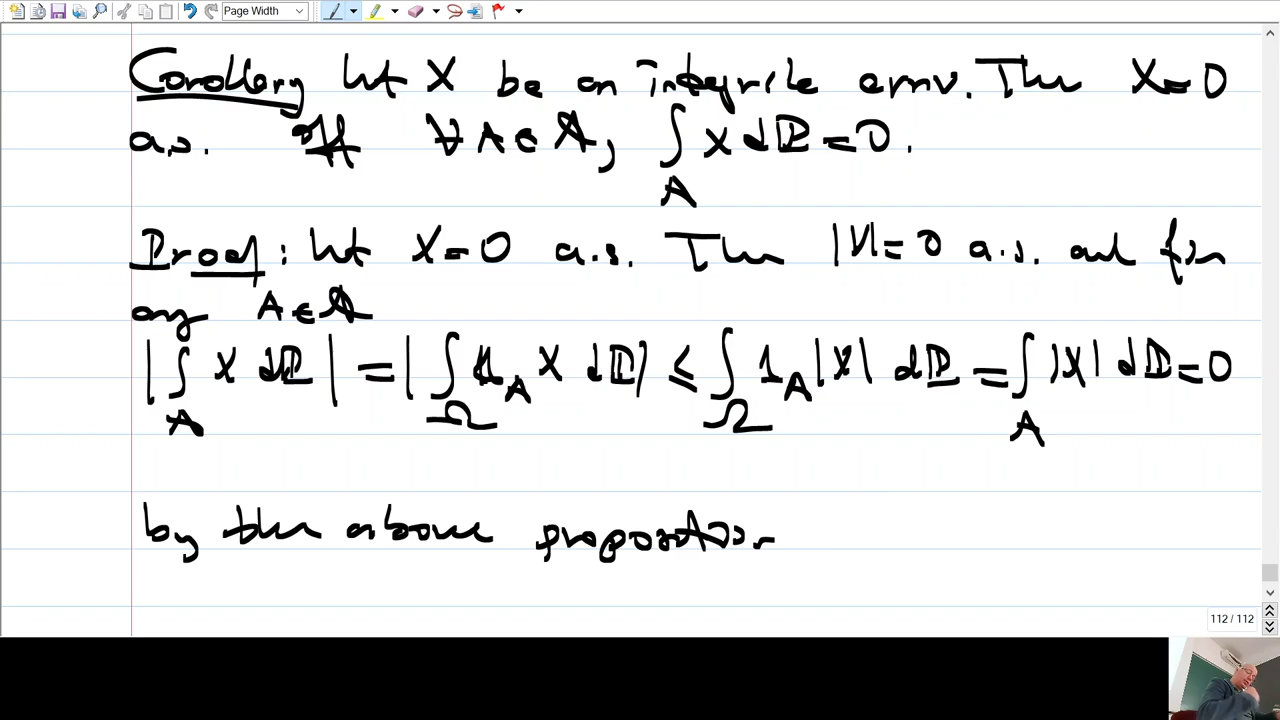 Page Width
Corollary Let X be an integrable errv. Then X=0
a.s. iff ∀A∈𝔸, ∫_A X dℙ=0.
Proof: Let X=0 a.s. Then |X|=0 a.s. and for
any A∈𝔸
|∫_A X dℙ| = |∫_Ω 1_A X dℙ| ≤ ∫_Ω 1_A |X| dℙ = ∫_A |X| dℙ = 0
by the above proposition
112 / 112